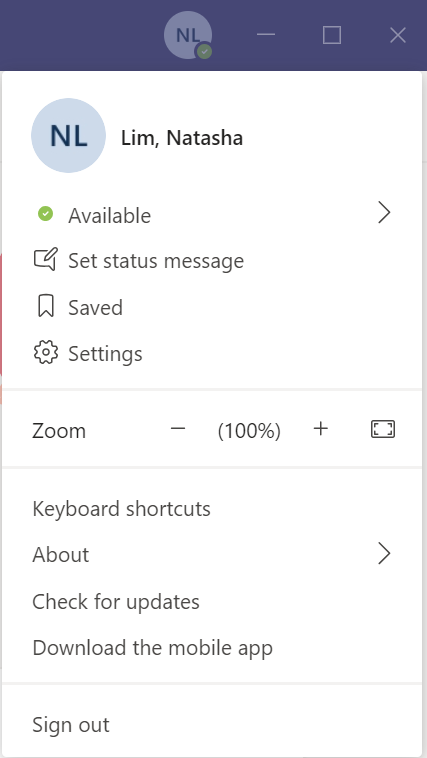 NL
NL
Lim, Natasha
Available
Set status message
Saved
Settings
Zoom − (100%) +
Keyboard shortcuts
About
Check for updates
Download the mobile app
Sign out